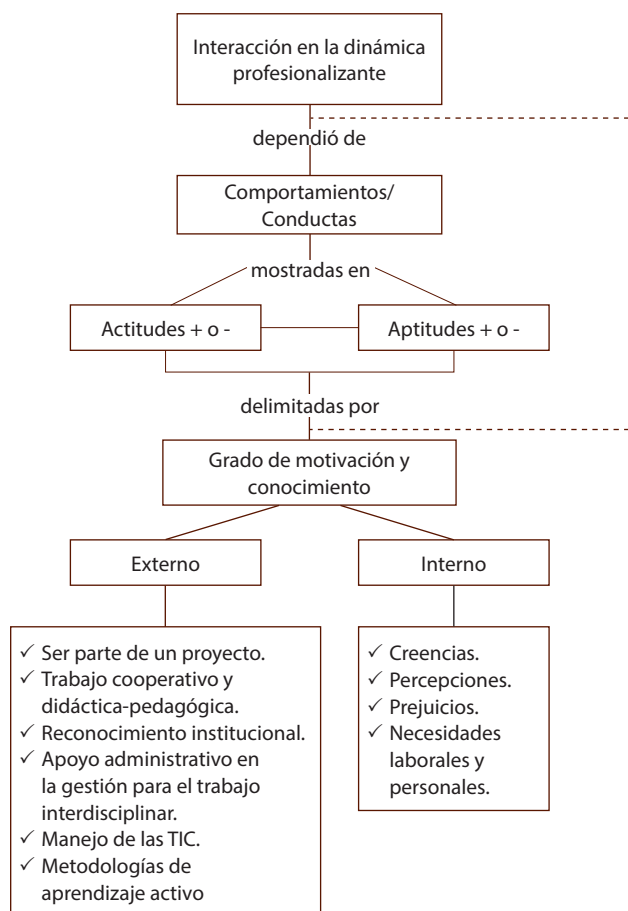 Interacción en la dinámica
profesionalizante
dependió de
Comportamientos/
Conductas
mostradas en
Actitudes + o -
Aptitudes + o -
delimitadas por
Grado de motivación y
conocimiento
Externo
Interno
✓ Ser parte de un proyecto.
✓ Trabajo cooperativo y
didáctica-pedagógica.
✓ Reconocimiento institucional.
✓ Apoyo administrativo en
la gestión para el trabajo
interdisciplinar.
✓ Manejo de las TIC.
✓ Metodologías de
aprendizaje activo
✓ Creencias.
✓ Percepciones.
✓ Prejuicios.
✓ Necesidades
laborales y
personales.